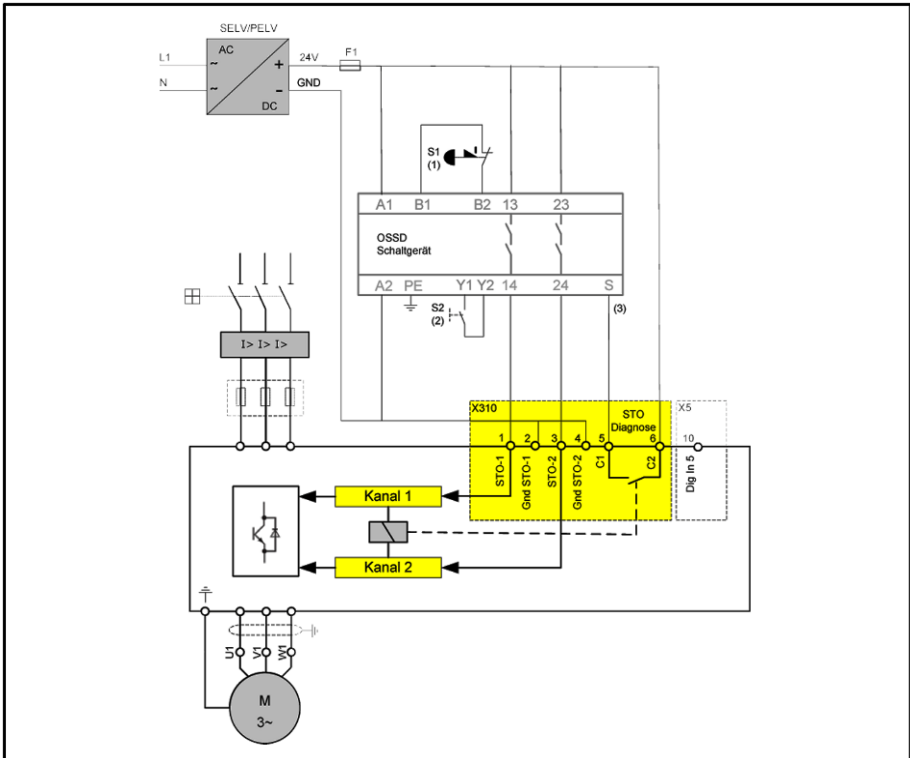 SELV/PELV
L1
AC
~
+
24V
F1
N
~
−
GND
DC
S1
(1)
A1
B1
B2
13
23
OSSD
Schaltgerät
A2
PE
Y1
Y2
14
24
S
(3)
S2
(2)
I> I> I>
X310
STO
Diagnose
X5
1
2
3
4
5
6
10
STO-1
Gnd STO-1
STO-2
Gnd STO-2
C1
C2
Dig In 5
Kanal 1
Kanal 2
U1
V1
W1
M
3~